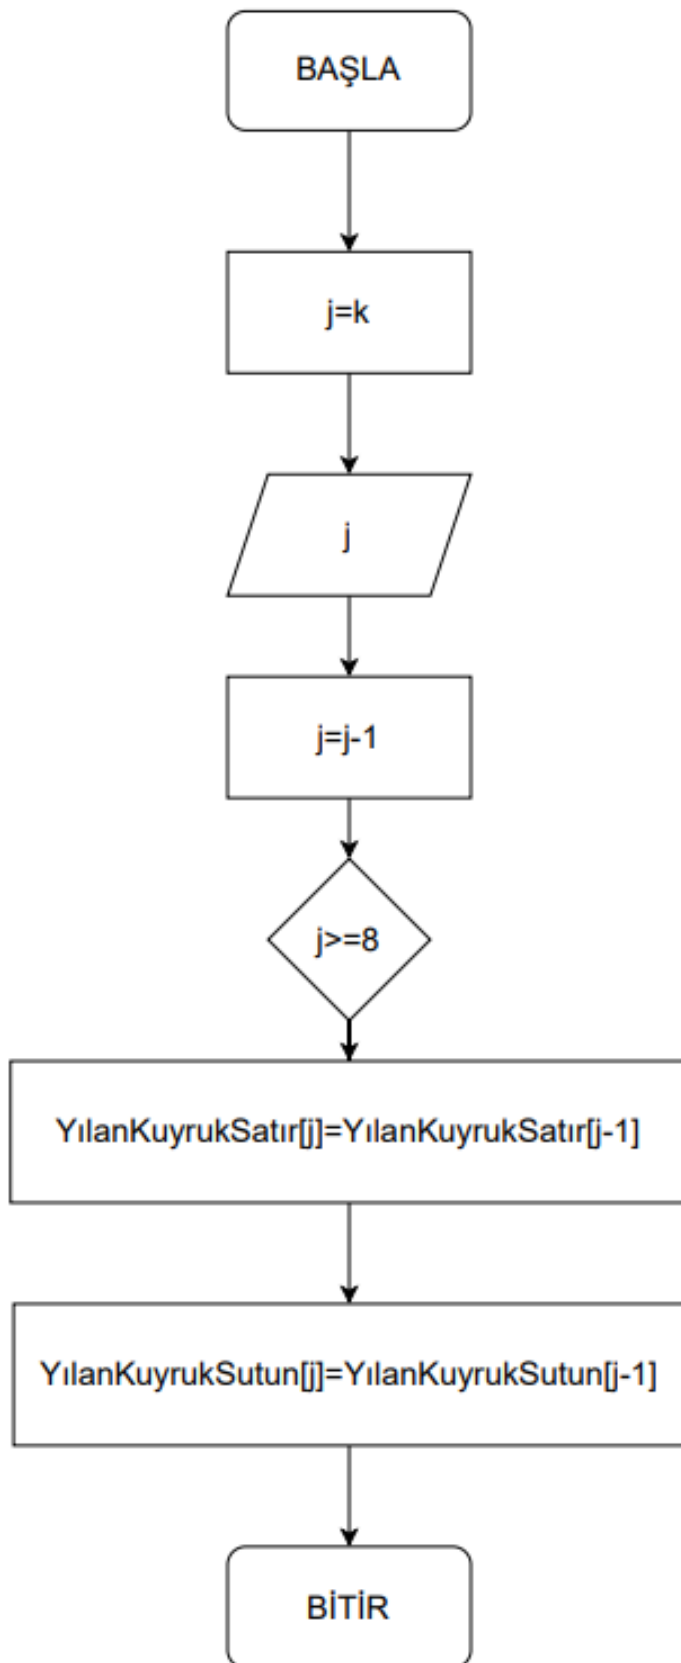 BAŞLA
j=k
j
j=j-1
j>=8
YılanKuyrukSatır[j]=YılanKuyrukSatır[j-1]
YılanKuyrukSutun[j]=YılanKuyrukSutun[j-1]
BİTİR